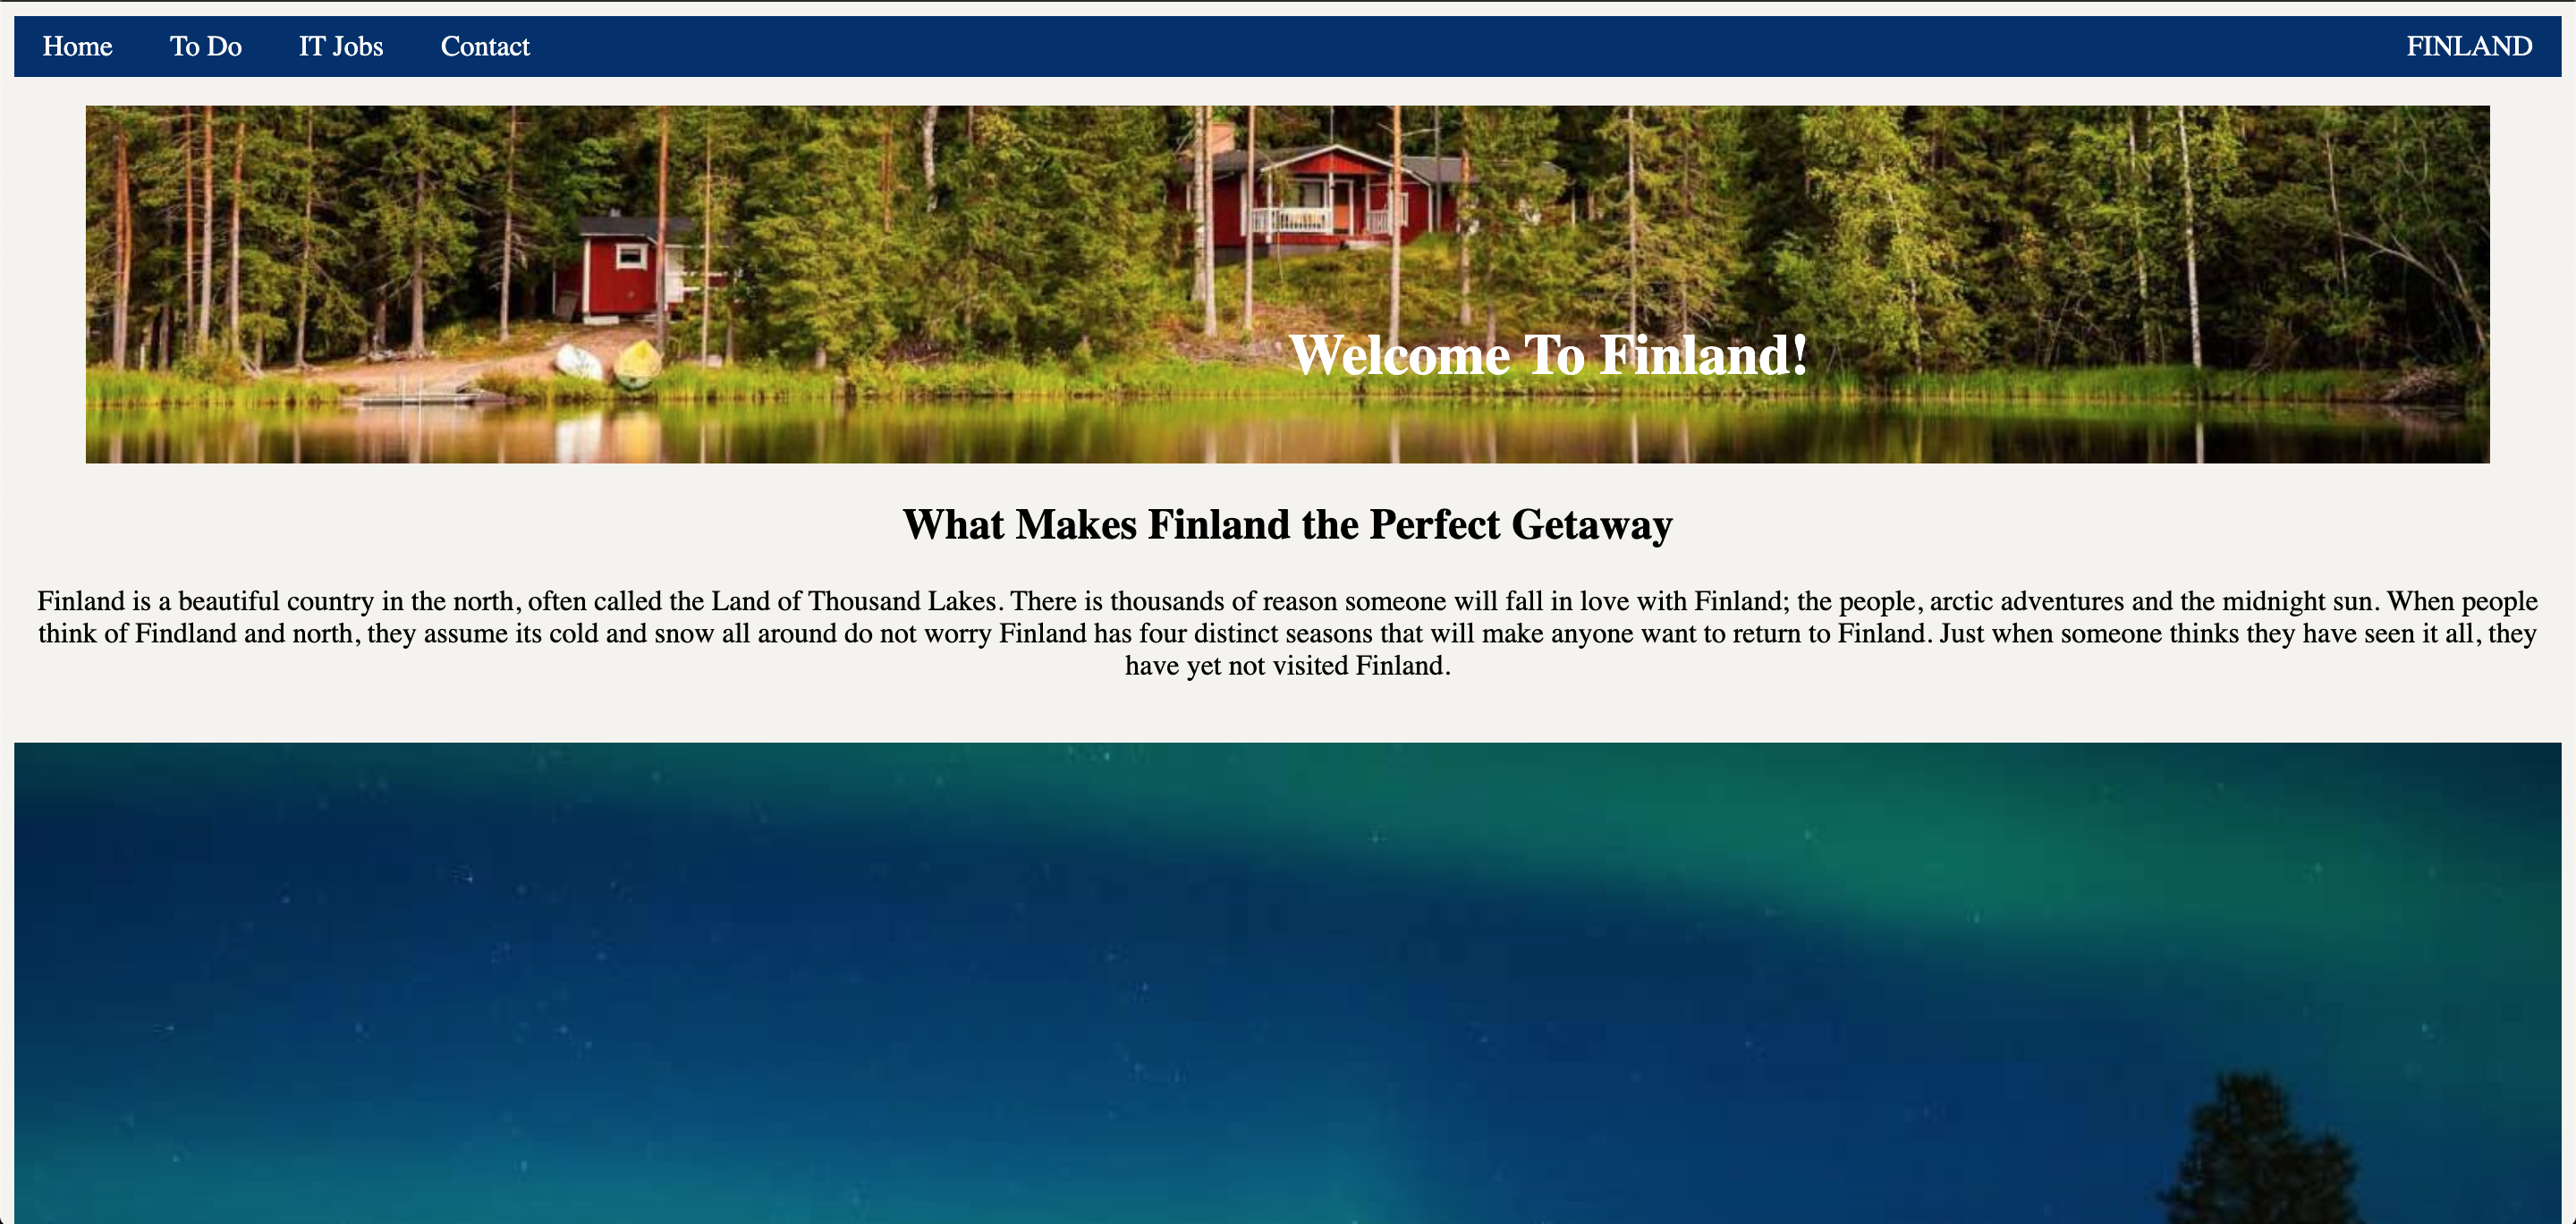 Home To Do IT Jobs Contact FINLAND
Welcome To Finland!
What Makes Finland the Perfect Getaway
Finland is a beautiful country in the north, often called the Land of Thousand Lakes. There is thousands of reason someone will fall in love with Finland; the people, arctic adventures and the midnight sun. When people
think of Findland and north, they assume its cold and snow all around do not worry Finland has four distinct seasons that will make anyone want to return to Finland. Just when someone thinks they have seen it all, they
have yet not visited Finland.